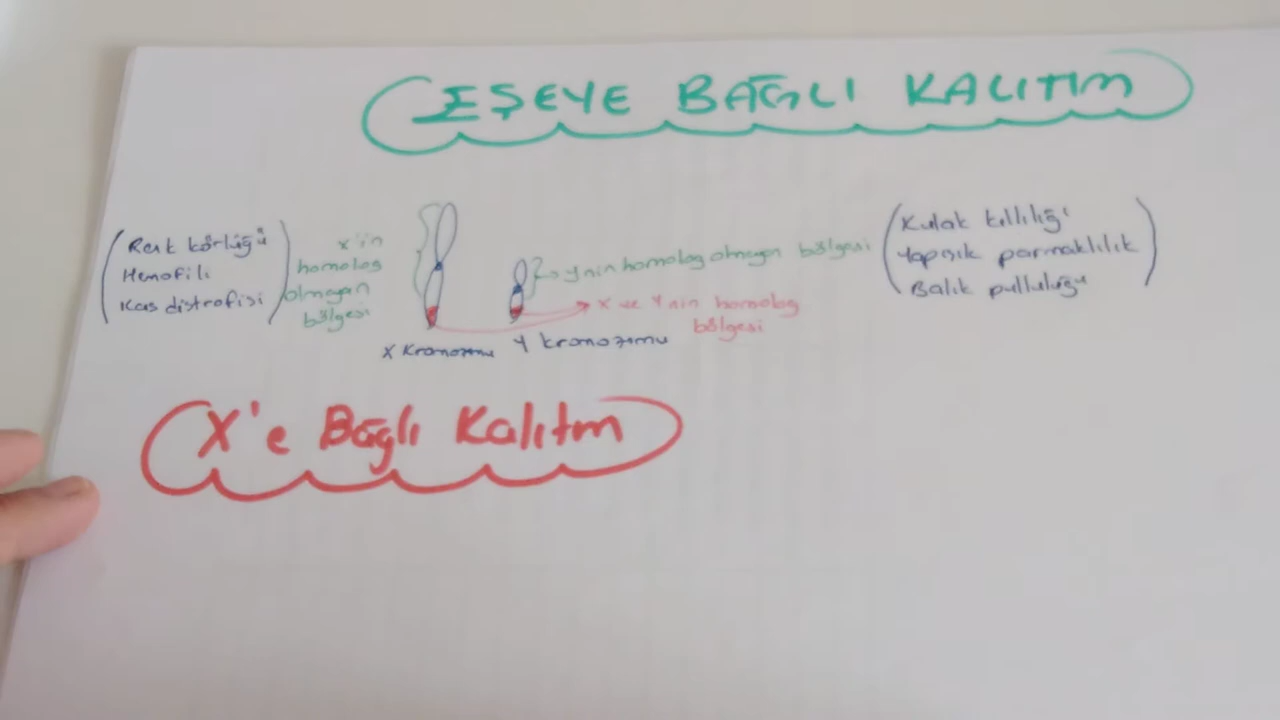 EŞEYE BAĞLI KALITIM
Renk körlüğü
Hemofili
Kas distrofisi
x'in
homolog
olmayan
bölgesi
Y nin homolog olmayan bölgesi
X ve Y nin homolog
bölgesi
X Kromozomu
Y kromozomu
Kulak kıllılığı
Yapışık parmaklılık
Balık pulluluğu
X'e Bağlı Kalıtım